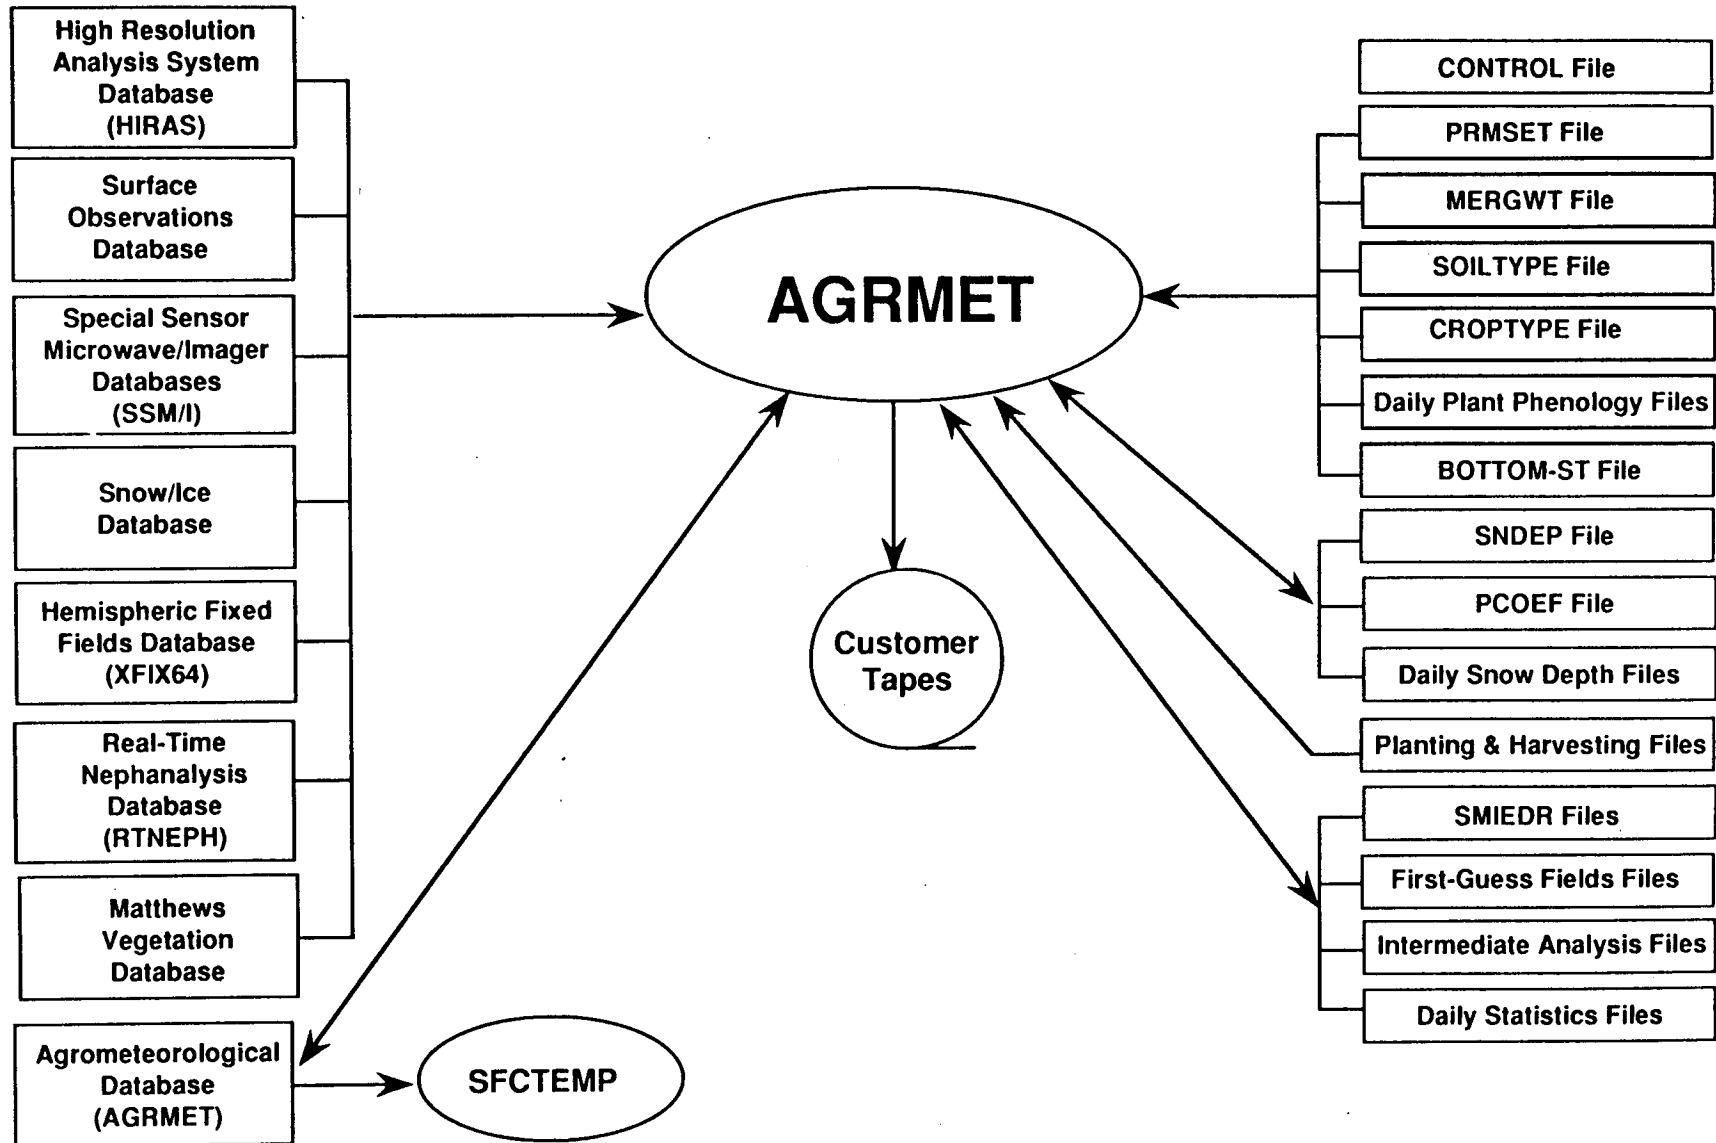 High Resolution
Analysis System
Database
(HIRAS)
Surface
Observations
Database
Special Sensor
Microwave/Imager
Databases
(SSM/I)
Snow/Ice
Database
Hemispheric Fixed
Fields Database
(XFIX64)
Real-Time
Nephanalysis
Database
(RTNEPH)
Matthews
Vegetation
Database
Agrometeorological
Database
(AGRMET)
AGRMET
Customer
Tapes
SFCTEMP
CONTROL File
PRMSET File
MERGWT File
SOILTYPE File
CROPTYPE File
Daily Plant Phenology Files
BOTTOM-ST File
SNDEP File
PCOEF File
Daily Snow Depth Files
Planting & Harvesting Files
SMIEDR Files
First-Guess Fields Files
Intermediate Analysis Files
Daily Statistics Files